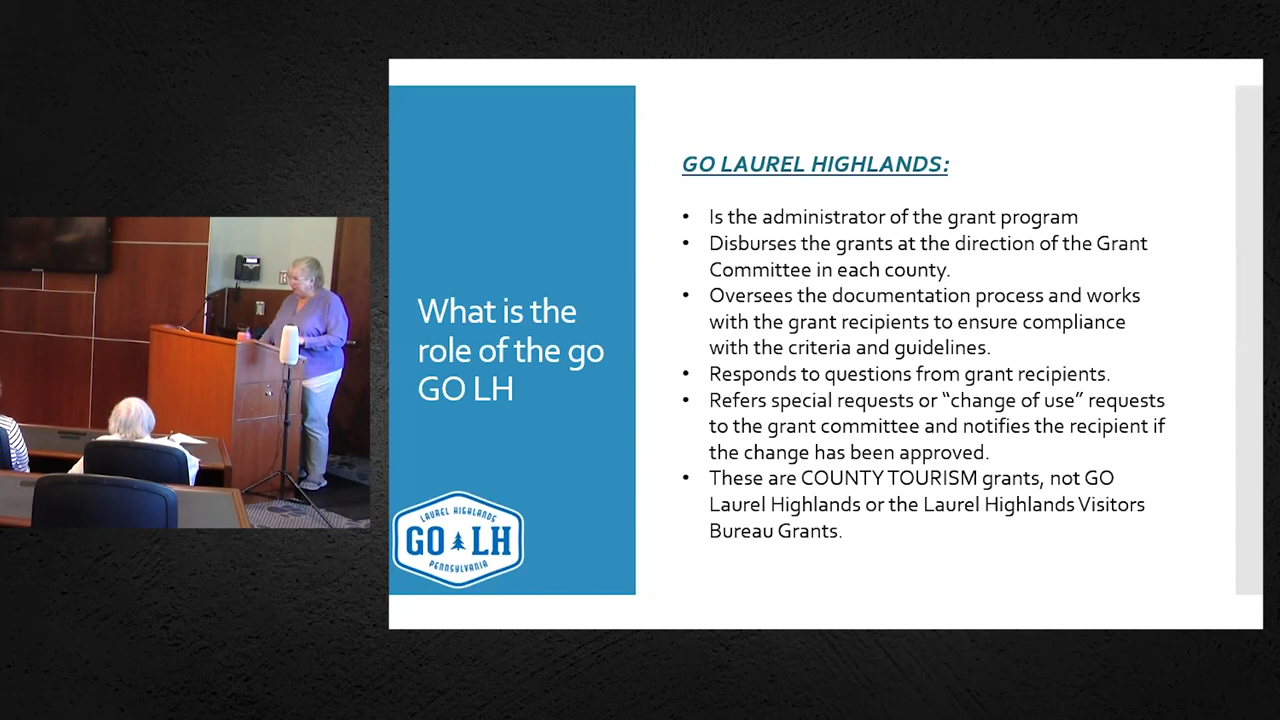 What is the
role of the go
GO LH
LAUREL HIGHLANDS
GO LH
PENNSYLVANIA
GO LAUREL HIGHLANDS:
• Is the administrator of the grant program
• Disburses the grants at the direction of the Grant
Committee in each county.
• Oversees the documentation process and works
with the grant recipients to ensure compliance
with the criteria and guidelines.
• Responds to questions from grant recipients.
• Refers special requests or “change of use” requests
to the grant committee and notifies the recipient if
the change has been approved.
• These are COUNTY TOURISM grants, not GO
Laurel Highlands or the Laurel Highlands Visitors
Bureau Grants.